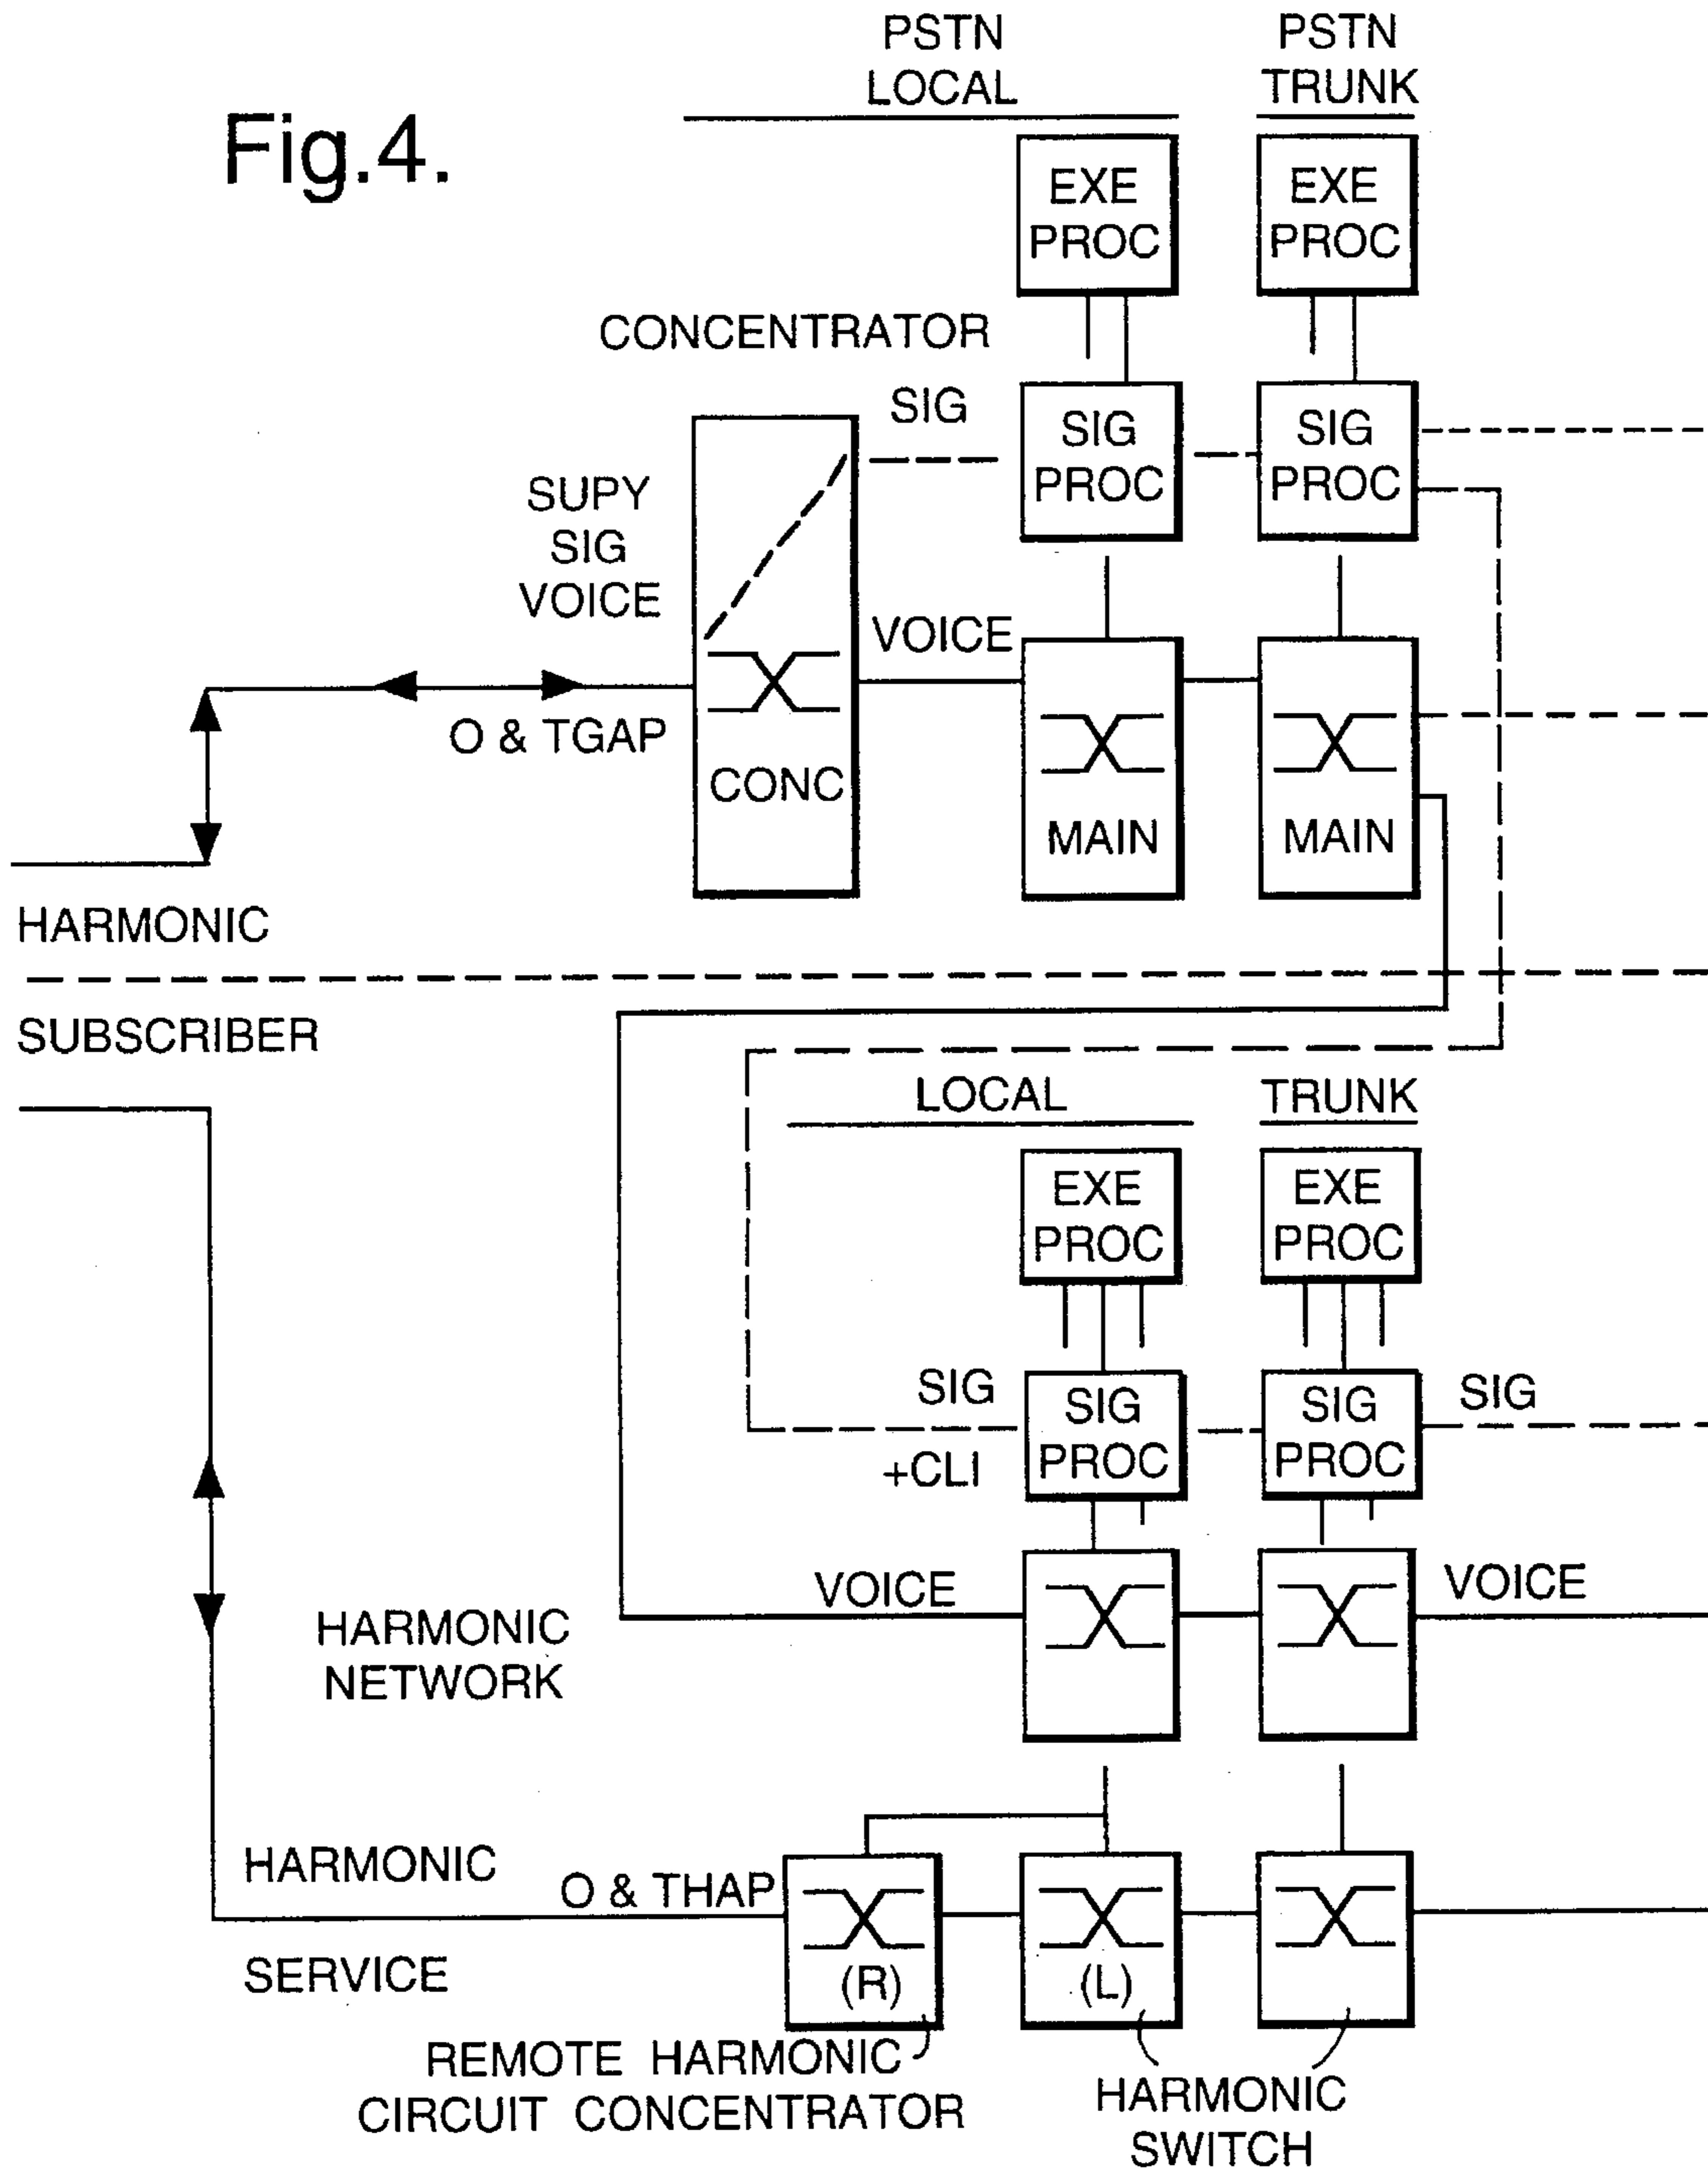 Fig.4.
PSTN
LOCAL
PSTN
TRUNK
EXE
PROC
EXE
PROC
CONCENTRATOR
SIG
SIG
PROC
SIG
PROC
SUPY
SIG
VOICE
VOICE
O & TGAP
CONC
MAIN
MAIN
HARMONIC
SUBSCRIBER
LOCAL
TRUNK
EXE
PROC
EXE
PROC
SIG
+CLI
SIG
PROC
SIG
PROC
SIG
VOICE
VOICE
HARMONIC
NETWORK
HARMONIC
SERVICE
O & THAP
(R)
(L)
REMOTE HARMONIC
CIRCUIT CONCENTRATOR
HARMONIC
SWITCH